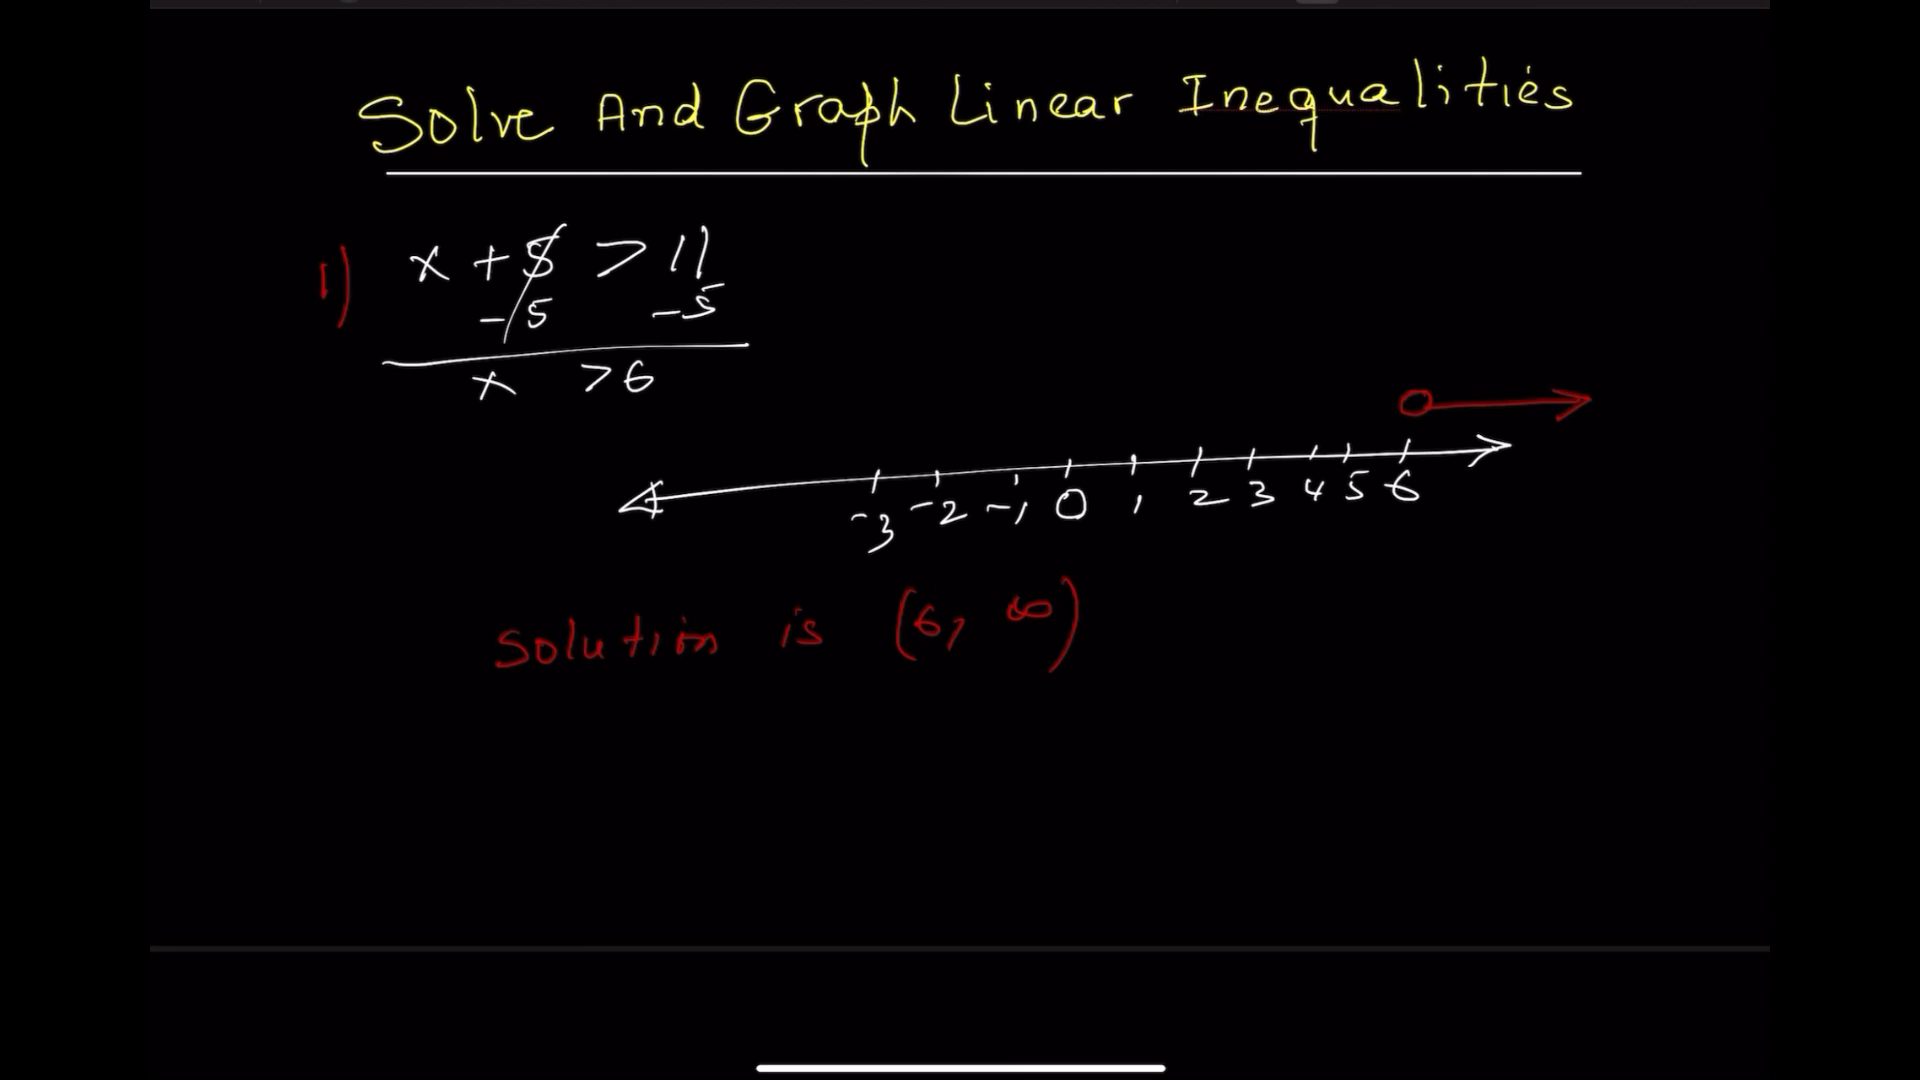 Solve And Graph Linear Inequalities
1) x + 5 > 11
-5 -5
x > 6
-3 -2 -1 0 1 2 3 4 5 6
Solution is (6, ∞)